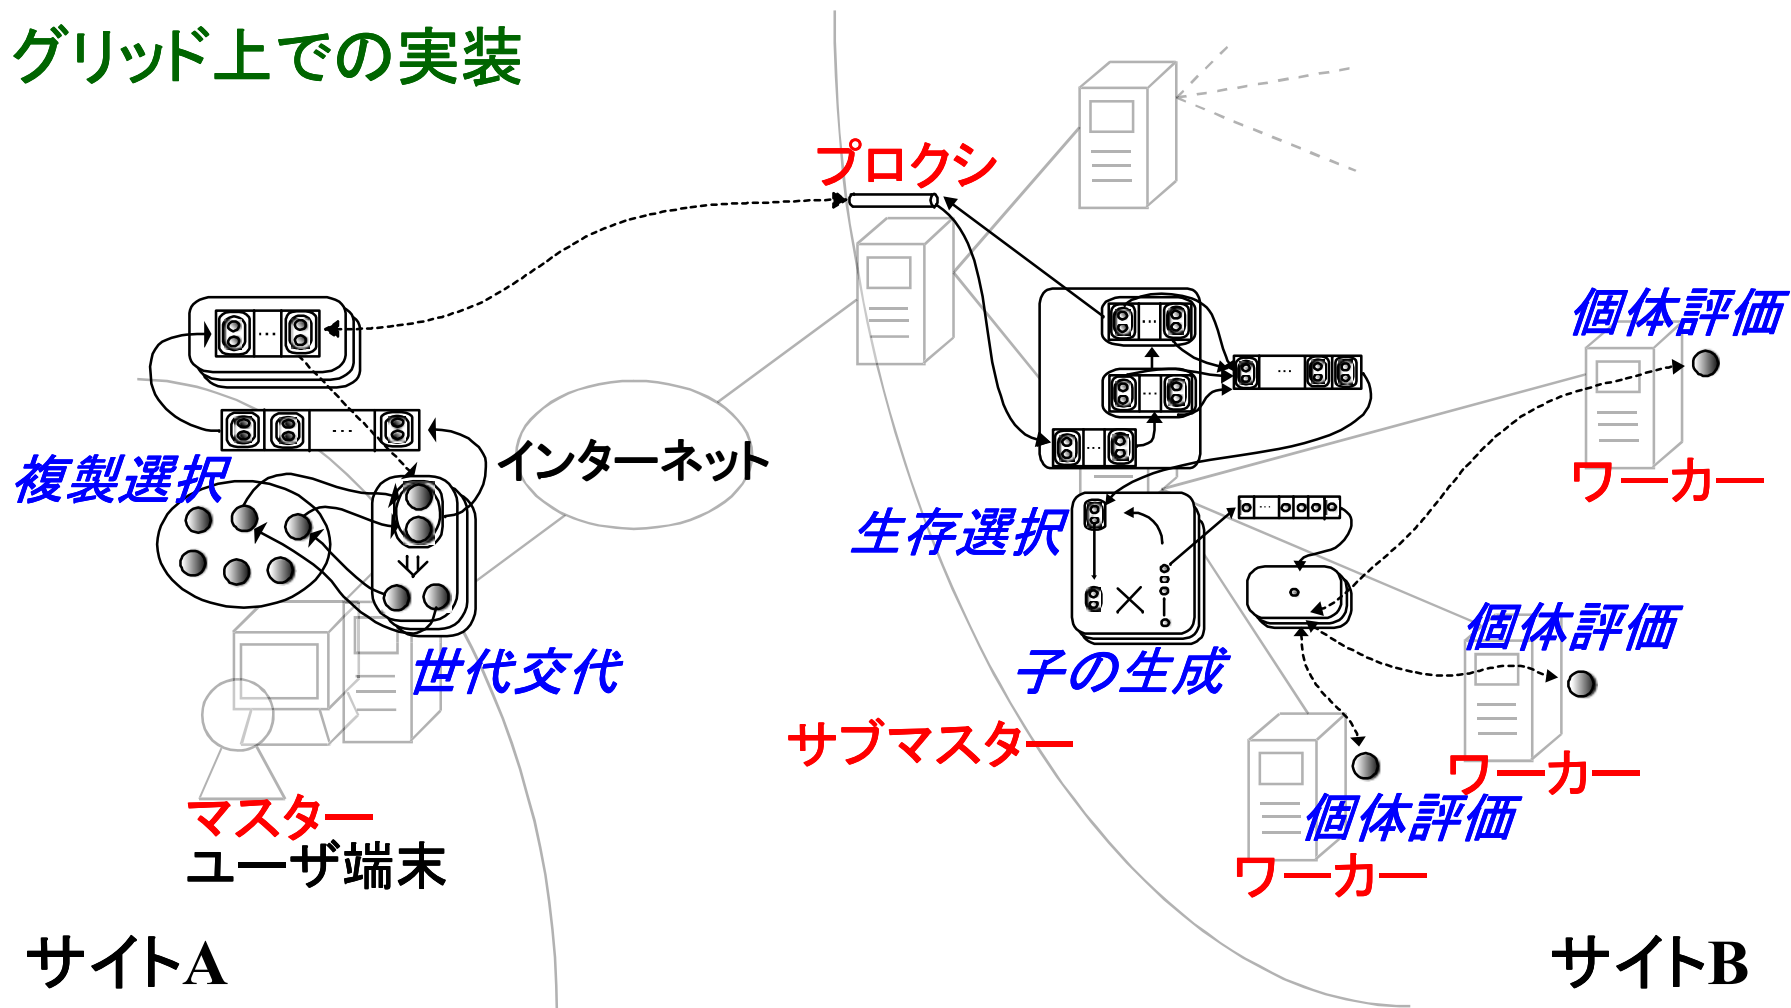 グリッド上での実装
プロクシ
個体評価
ワーカー
インターネット
複製選択
生存選択
世代交代
子の生成
個体評価
サブマスター
ワーカー
個体評価
ワーカー
マスター
ユーザ端末
サイトA
サイトB